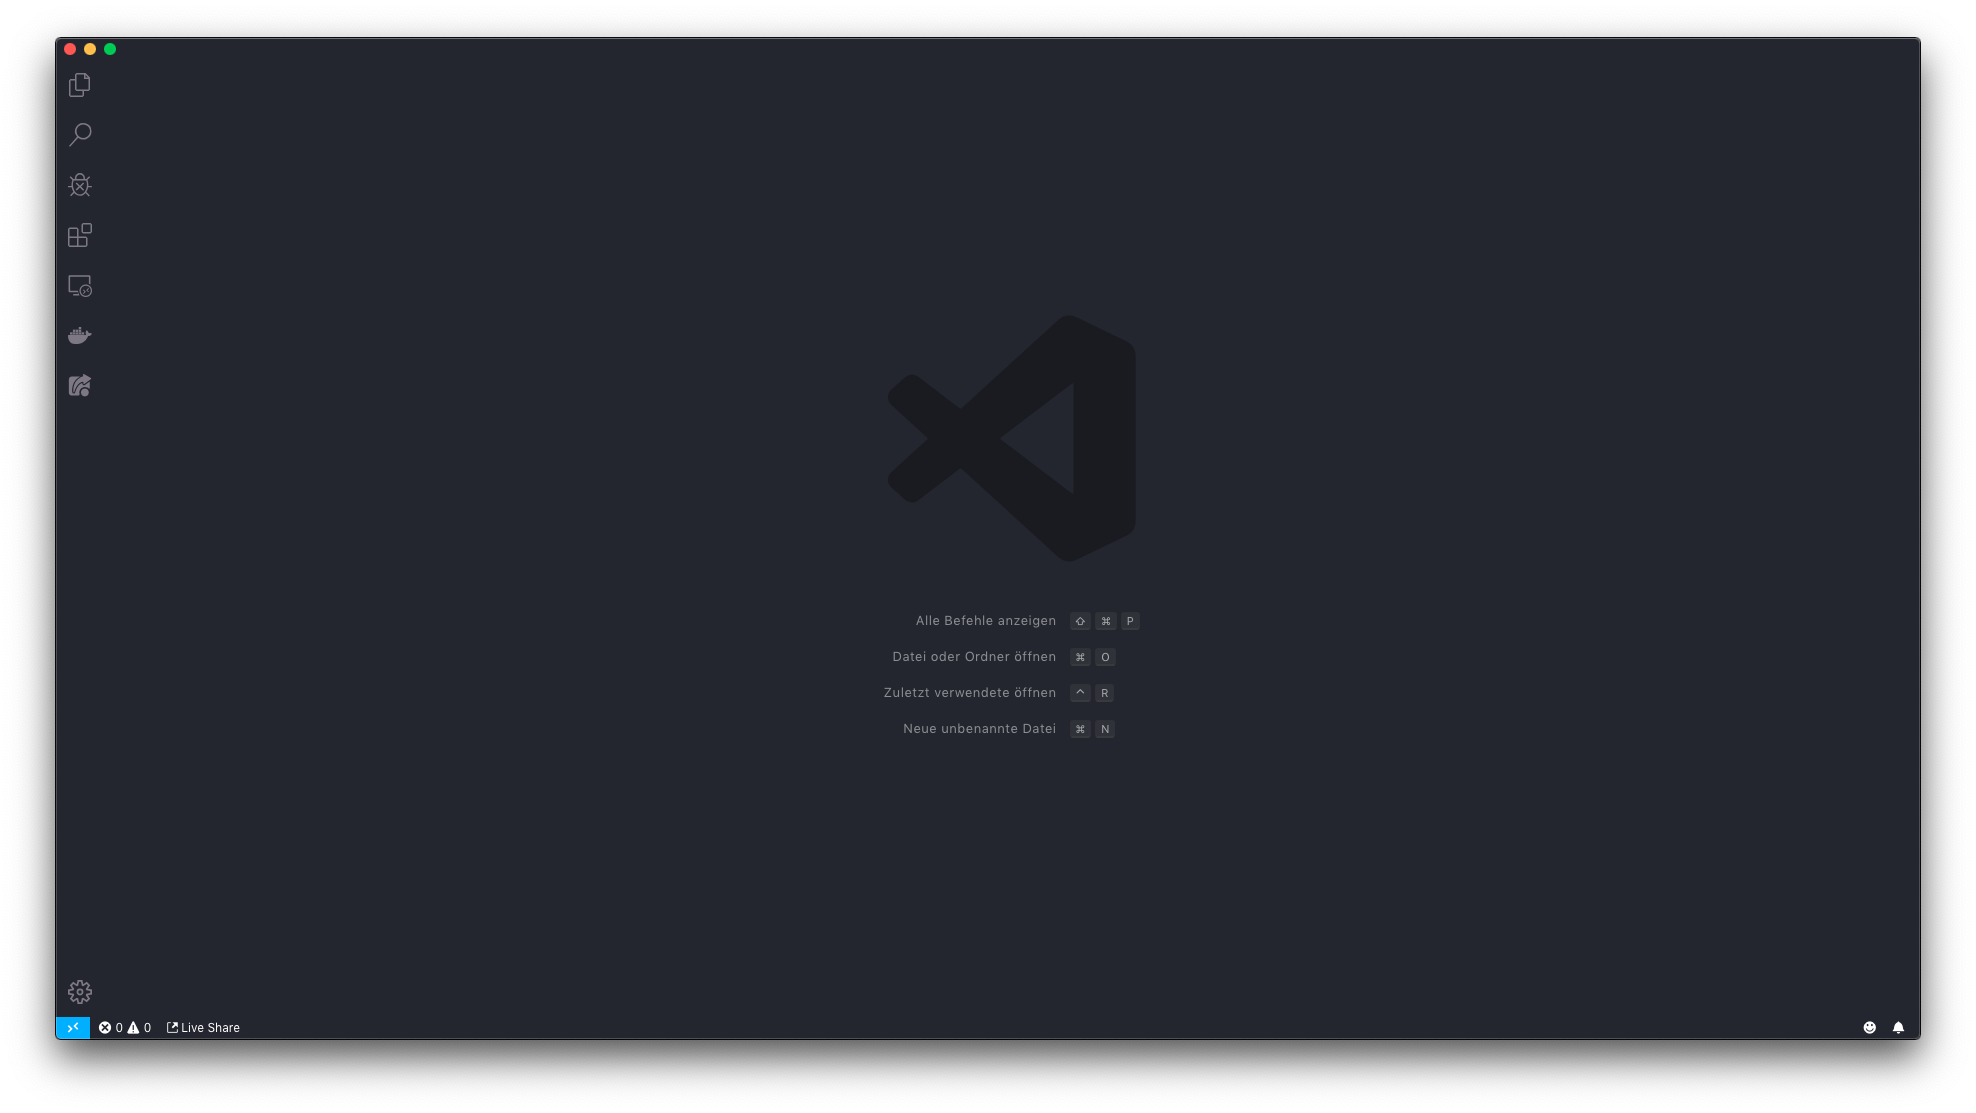 Alle Befehle anzeigen ⇧ ⌘ P
Datei oder Ordner öffnen ⌘ O
Zuletzt verwendete öffnen ^ R
Neue unbenannte Datei ⌘ N
0 0 Live Share